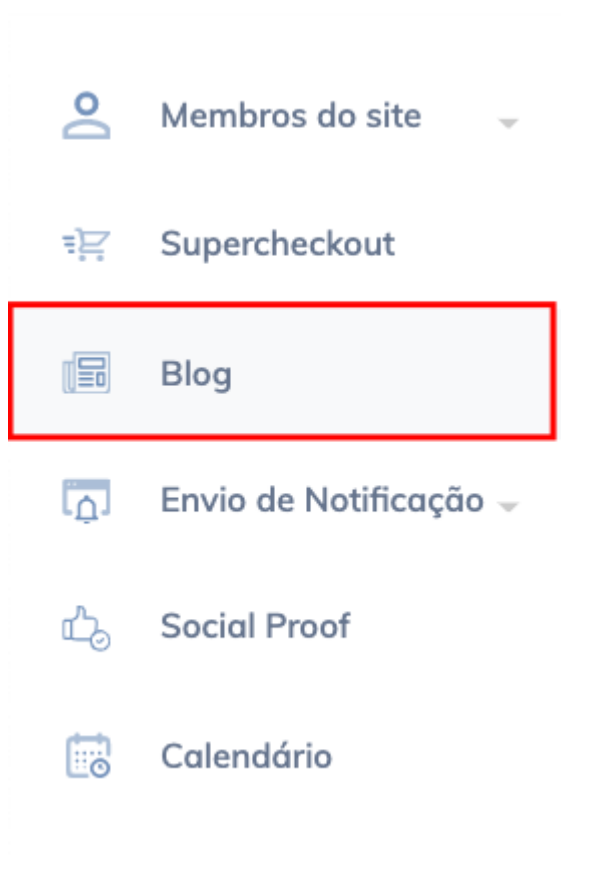 Membros do site
Supercheckout
Blog
Envio de Notificação
Social Proof
Calendário